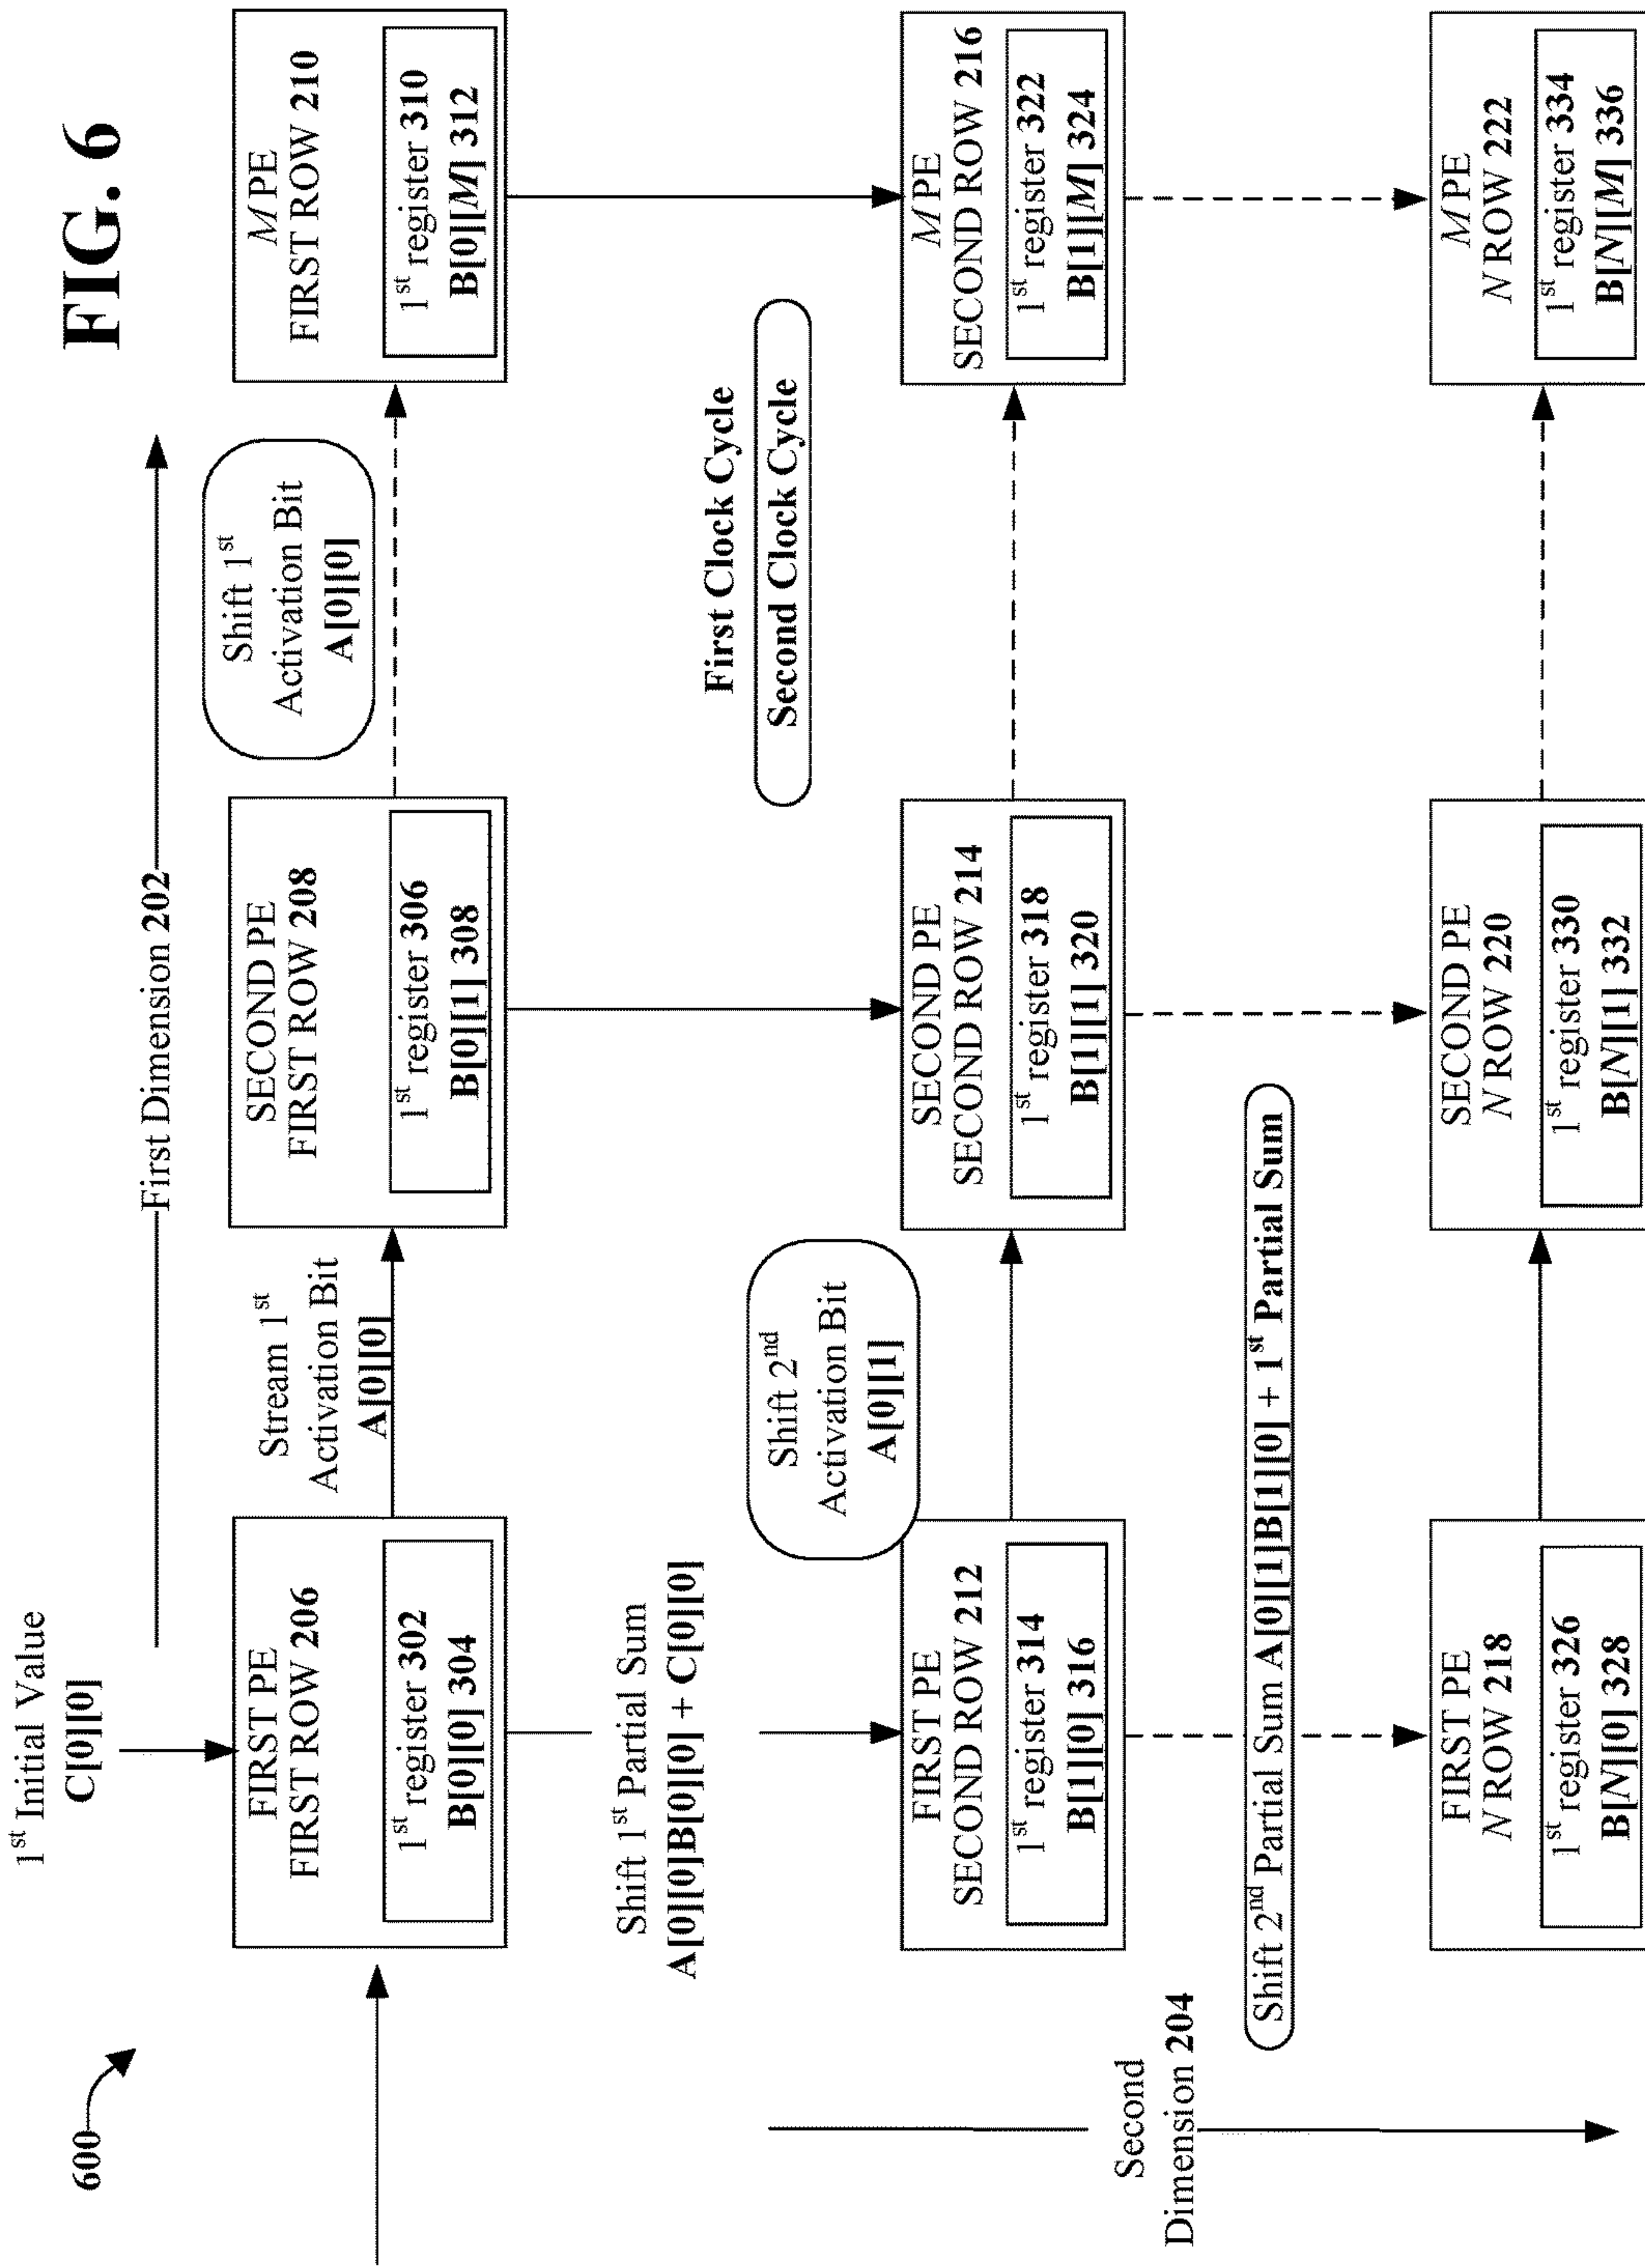 FIG. 6
600
1st Initial Value
C[0][0]
First Dimension 202
FIRST PE
FIRST ROW 206
1st register 302
B[0][0] 304
Stream 1st
Activation Bit
A[0][0]
SECOND PE
FIRST ROW 208
1st register 306
B[0][1] 308
Shift 1st
Activation Bit
A[0][0]
M PE
FIRST ROW 210
1st register 310
B[0][M] 312
Shift 1st Partial Sum
A[0][0]B[0][0] + C[0][0]
First Clock Cycle
Second Clock Cycle
Second
Dimension 204
FIRST PE
SECOND ROW 212
1st register 314
B[1][0] 316
Shift 2nd
Activation Bit
A[0][1]
SECOND PE
SECOND ROW 214
1st register 318
B[1][1] 320
M PE
SECOND ROW 216
1st register 322
B[1][M] 324
Shift 2nd Partial Sum A[0][1]B[1][0] + 1st Partial Sum
FIRST PE
N ROW 218
1st register 326
B[N][0] 328
SECOND PE
N ROW 220
1st register 330
B[N][1] 332
M PE
N ROW 222
1st register 334
B[N][M] 336